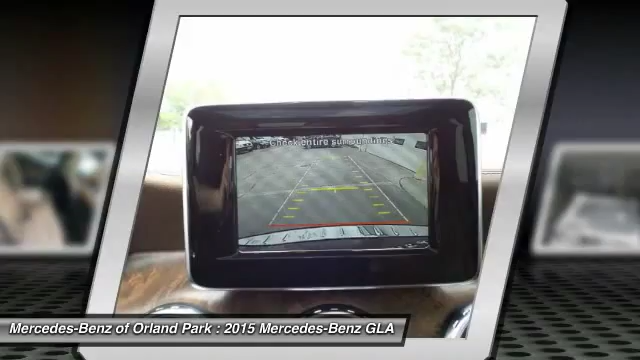 Check entire surroundings
Mercedes-Benz of Orland Park : 2015 Mercedes-Benz GLA